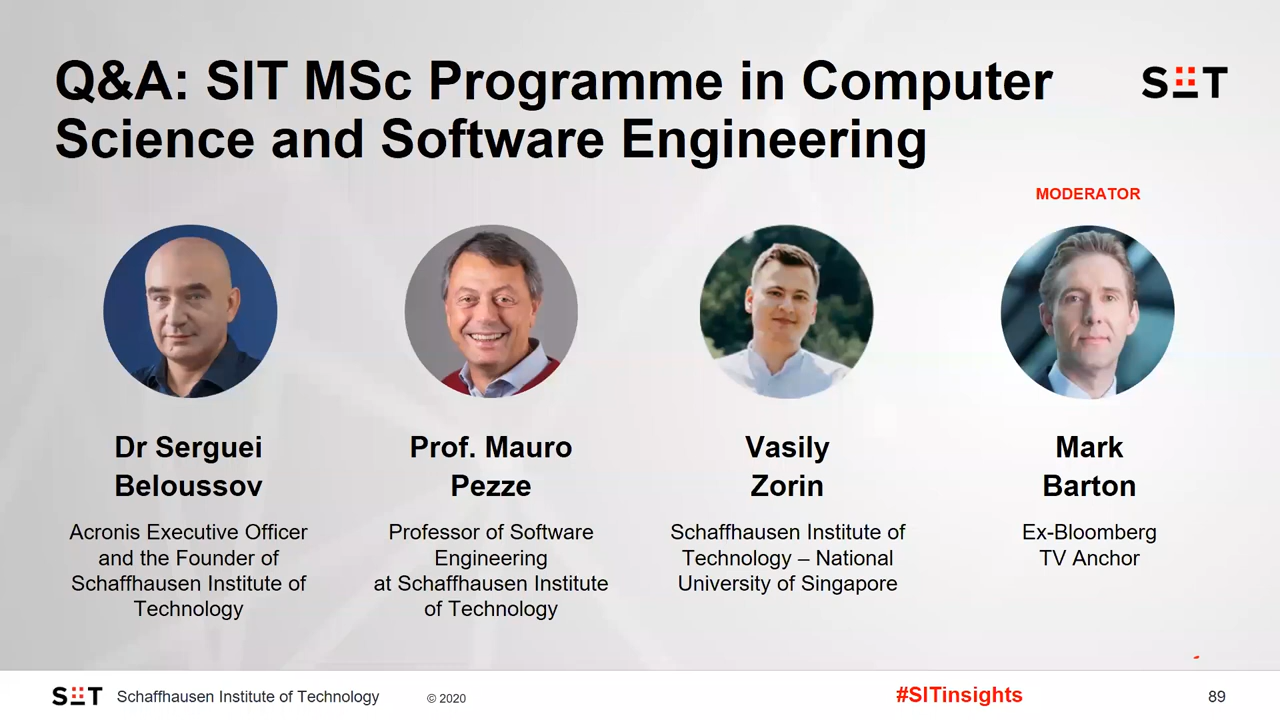 Q&A: SIT MSc Programme in Computer
Science and Software Engineering
SIT
MODERATOR
Dr Serguei
Beloussov
Acronis Executive Officer
and the Founder of
Schaffhausen Institute of
Technology
Prof. Mauro
Pezze
Professor of Software
Engineering
at Schaffhausen Institute
of Technology
Vasily
Zorin
Schaffhausen Institute of
Technology – National
University of Singapore
Mark
Barton
Ex-Bloomberg
TV Anchor
SIT
Schaffhausen Institute of Technology
© 2020
#SITinsights
89